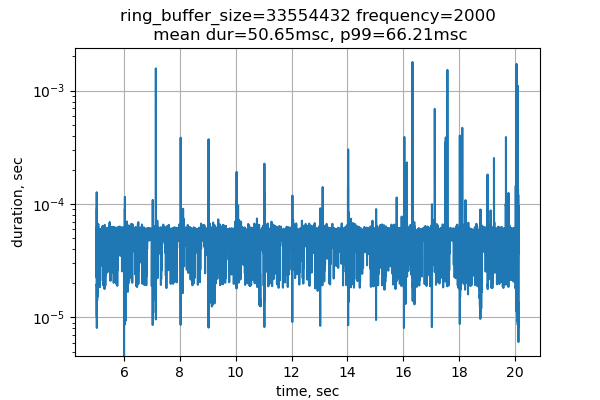 ring_buffer_size=33554432 frequency=2000
mean dur=50.65msc, p99=66.21msc
10⁻³
10⁻⁴
10⁻⁵
duration, sec
6 8 10 12 14 16 18 20
time, sec